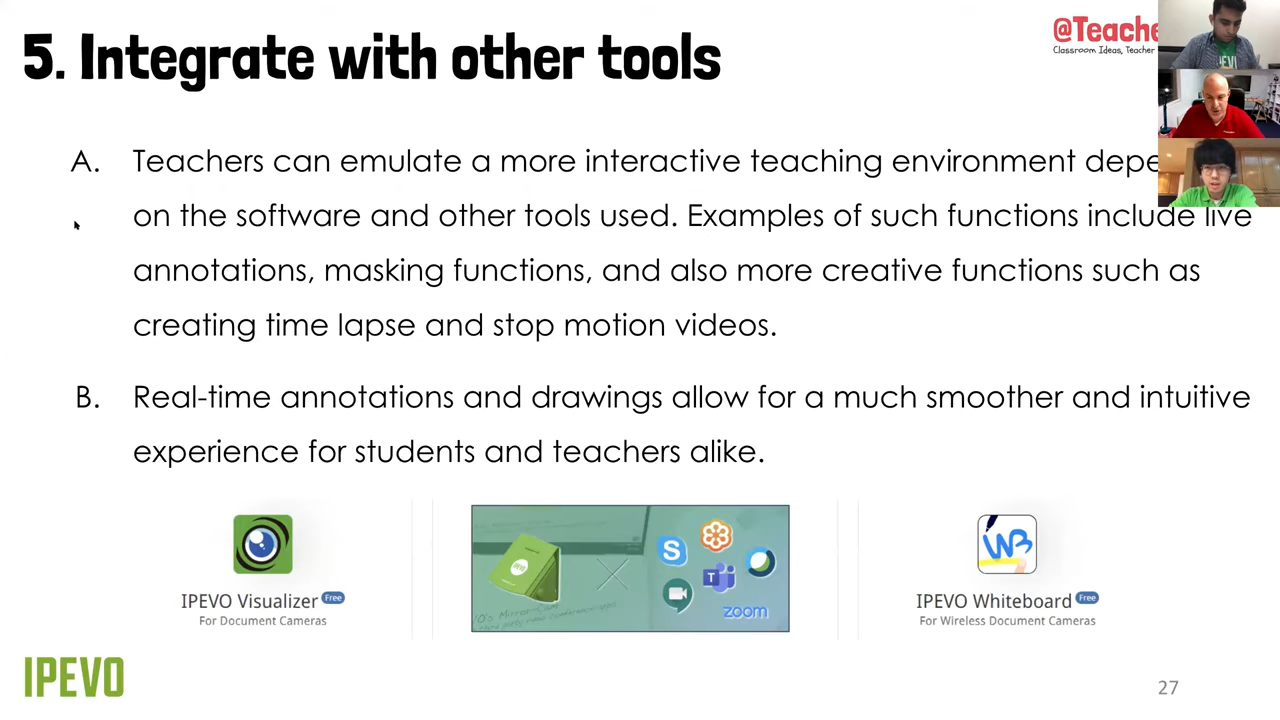 5. Integrate with other tools
@Teache
Classroom Ideas, Teacher
IPEVO
A. Teachers can emulate a more interactive teaching environment depe
on the software and other tools used. Examples of such functions include live
annotations, masking functions, and also more creative functions such as
creating time lapse and stop motion videos.
B. Real-time annotations and drawings allow for a much smoother and intuitive
experience for students and teachers alike.
IPEVO Visualizer Free
For Document Cameras
IPEVO
S
T
zoom
WB
IPEVO Whiteboard Free
For Wireless Document Cameras
IPEVO
27